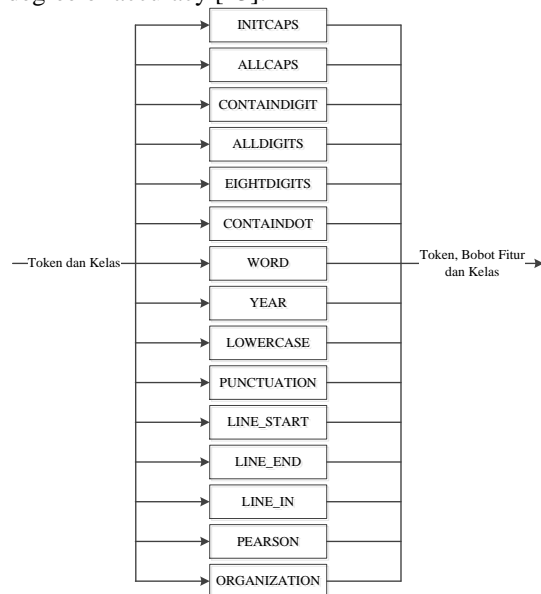 INITCAPS
ALLCAPS
CONTAINDIGIT
ALLDIGITS
EIGHTDIGITS
CONTAINDOT
Token dan Kelas
WORD
Token, Bobot Fitur
dan Kelas
YEAR
LOWERCASE
PUNCTUATION
LINE_START
LINE_END
LINE_IN
PEARSON
ORGANIZATION